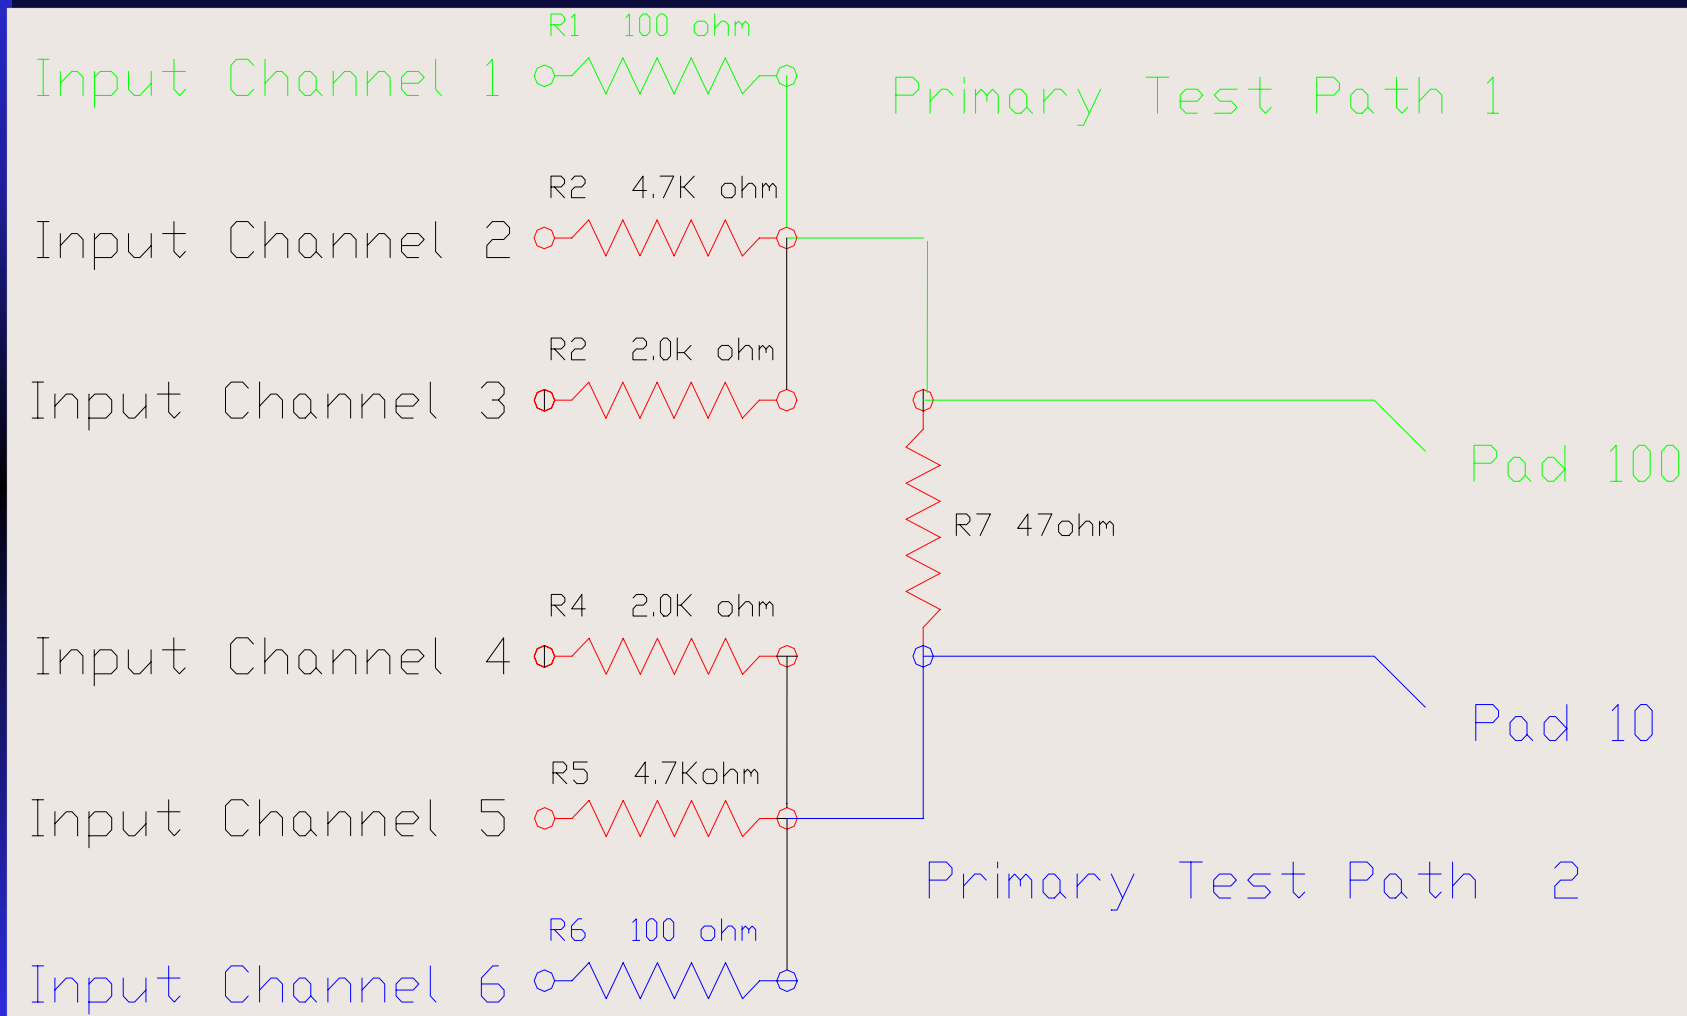 R1 100 ohm
Input Channel 1
Primary Test Path 1
R2 4.7K ohm
Input Channel 2
R2 2.0k ohm
Input Channel 3
Pad 100
R7 47ohm
R4 2.0K ohm
Input Channel 4
Pad 10
R5 4.7Kohm
Input Channel 5
Primary Test Path 2
R6 100 ohm
Input Channel 6